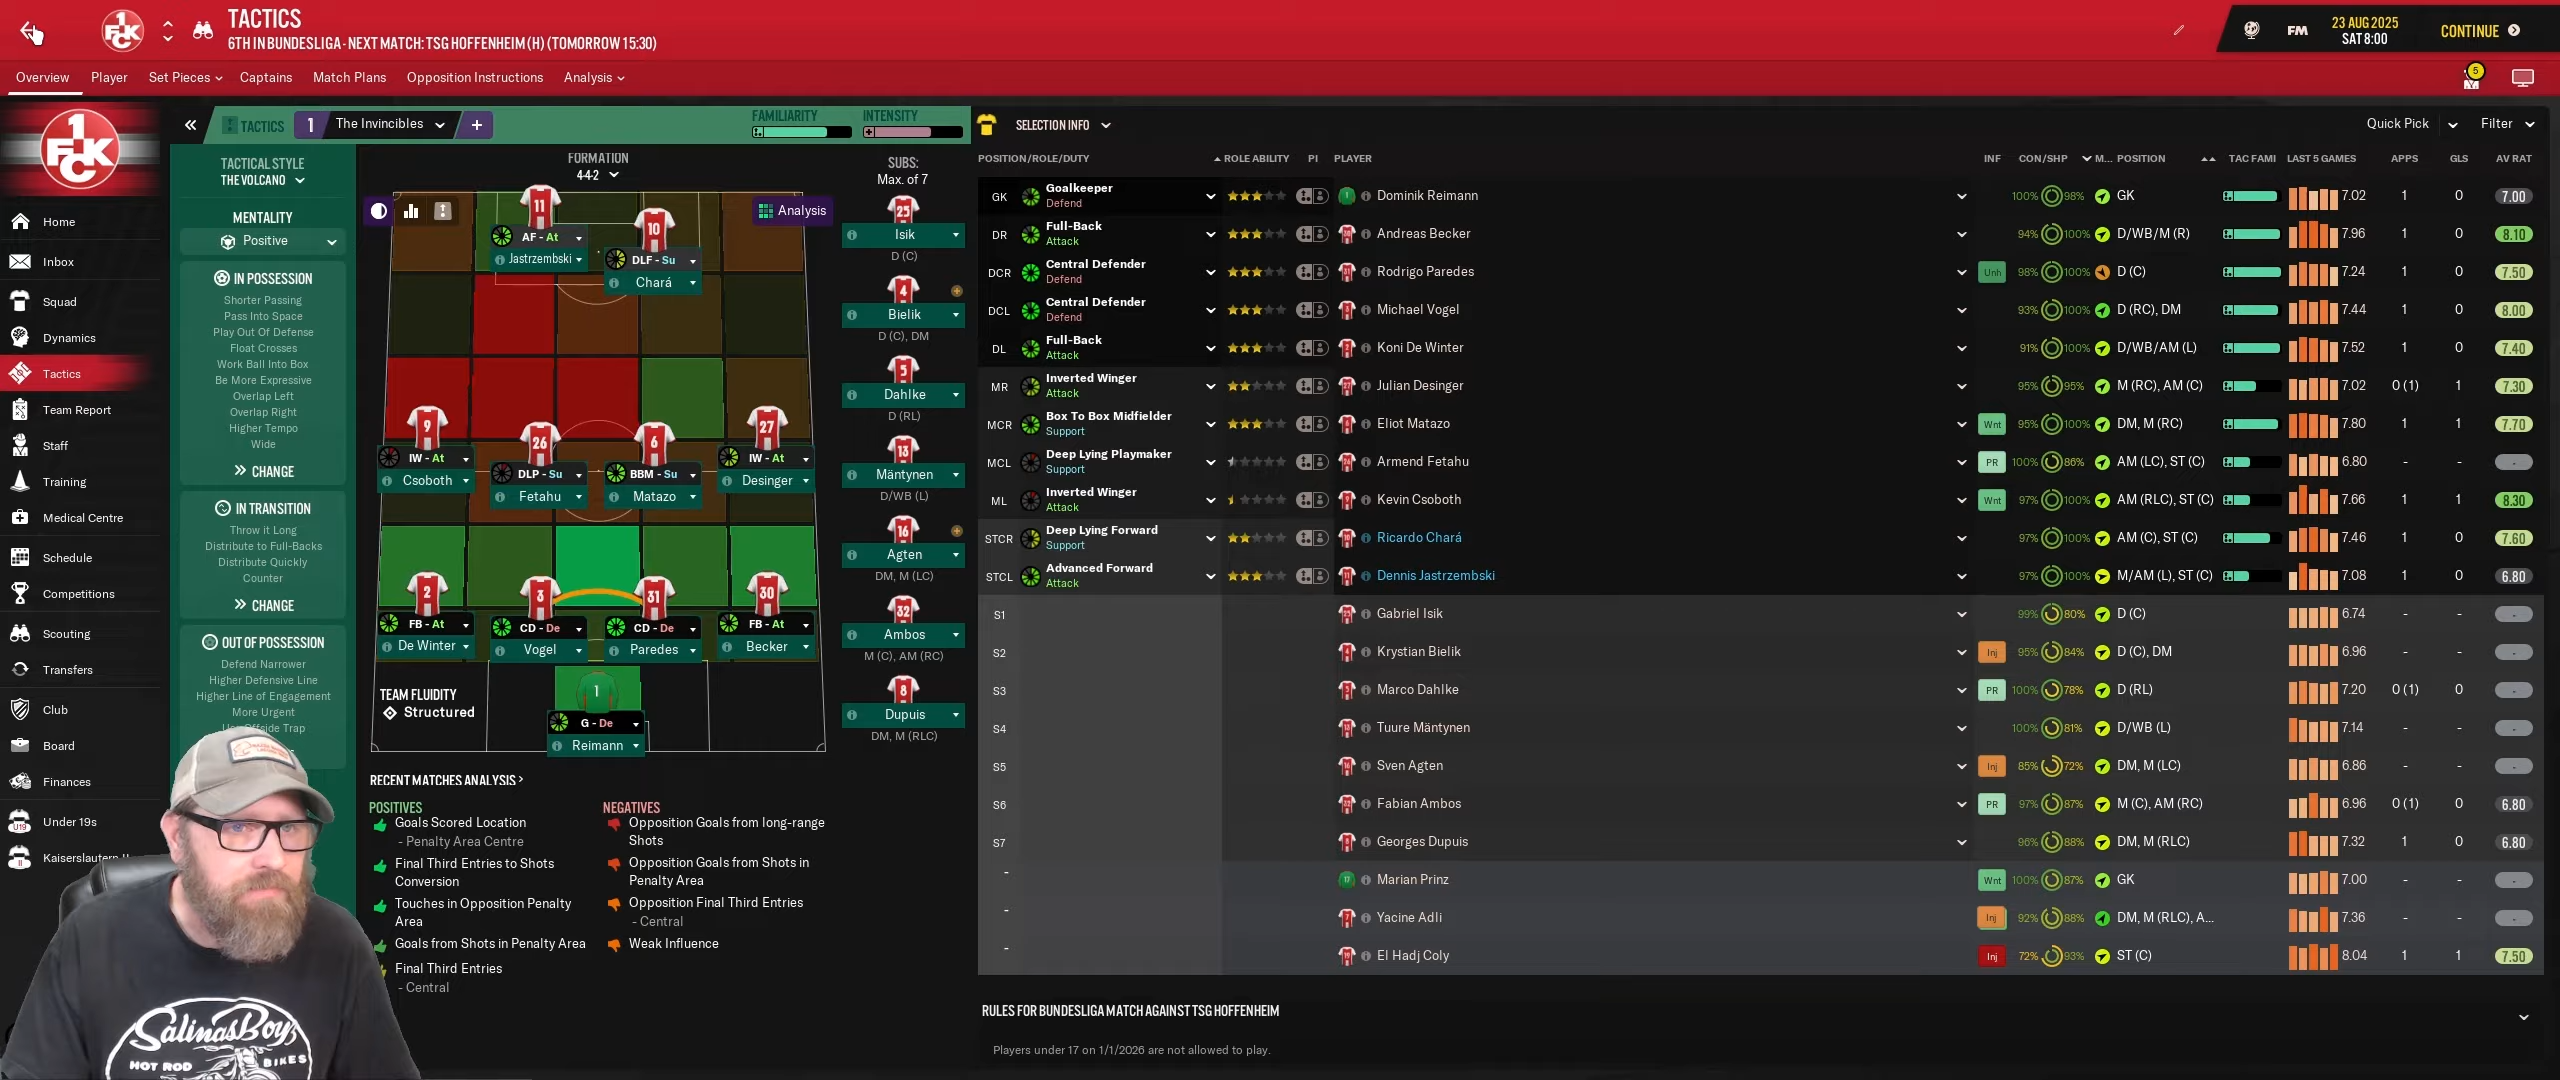 TACTICS
6TH IN BUNDESLIGA - NEXT MATCH: TSG HOFFENHEIM (H) (TOMORROW 15:30)
FM
23 AUG 2025
SAT 8:00
CONTINUE
Overview
Player
Set Pieces
Captains
Match Plans
Opposition Instructions
Analysis
5
Home
Inbox
Squad
Dynamics
Tactics
Team Report
Staff
Training
Medical Centre
Schedule
Competitions
Scouting
Transfers
Club
Board
Finances
Under 19s
TACTICS
1
The Invincibles
FAMILIARITY
INTENSITY
TACTICAL STYLE
THE VOLCANO
MENTALITY
Positive
IN POSSESSION
Shorter Passing
Pass Into Space
Play Out Of Defense
Float Crosses
Work Ball Into Box
Be More Expressive
Overlap Left
Overlap Right
Higher Tempo
Wide
CHANGE
IN TRANSITION
Throw it Long
Distribute to Full-Backs
Distribute Quickly
Counter
CHANGE
OUT OF POSSESSION
Defend Narrower
Higher Defensive Line
Higher Line of Engagement
More Urgent
FORMATION
4-4-2
Analysis
11
AF - At
Jastrzembski
10
DLF - Su
Chará
9
IW - At
Csoboth
26
DLP - Su
Fetahu
6
BBM - Su
Matazo
27
IW - At
Desinger
2
FB - At
De Winter
3
CD - De
Vogel
31
CD - De
Paredes
30
FB - At
Becker
1
G - De
Reimann
TEAM FLUIDITY
Structured
SUBS:
Max. of 7
25
Isik
D (C)
4
Bielik
D (C), DM
5
Dahlke
D (RL)
13
Mäntynen
D/WB (L)
16
Agten
DM, M (LC)
32
Ambos
M (C), AM (RC)
8
Dupuis
DM, M (RLC)
RECENT MATCHES ANALYSIS >
POSITIVES
Goals Scored Location
- Penalty Area Centre
Final Third Entries to Shots
Conversion
Touches in Opposition Penalty
Area
Goals from Shots in Penalty Area
Final Third Entries
- Central
NEGATIVES
Opposition Goals from long-range
Shots
Opposition Goals from Shots in
Penalty Area
Opposition Final Third Entries
- Central
Weak Influence
SELECTION INFO
Quick Pick
Filter
POSITION/ROLE/DUTY ROLE ABILITY PI PLAYER INF CON/SHP M... POSITION TAC FAMI LAST 5 GAMES APPS GLS AV RAT
GK Goalkeeper Defend Dominik Reimann 100% 98% GK 7.02 1 0 7.00
DR Full-Back Attack Andreas Becker 94% 100% D/WB/M (R) 7.96 1 0 8.10
DCR Central Defender Defend Rodrigo Paredes Unh 98% 100% D (C) 7.24 1 0 7.50
DCL Central Defender Defend Michael Vogel 93% 100% D (RC), DM 7.44 1 0 8.00
DL Full-Back Attack Koni De Winter 91% 100% D/WB/AM (L) 7.52 1 0 7.40
MR Inverted Winger Attack Julian Desinger 95% 95% M (RC), AM (C) 7.02 0 (1) 1 7.30
MCR Box To Box Midfielder Support Eliot Matazo Wnt 95% 100% DM, M (RC) 7.80 1 1 7.70
MCL Deep Lying Playmaker Support Armend Fetahu PR 100% 86% AM (LC), ST (C) 6.80 - - -
ML Inverted Winger Attack Kevin Csoboth Wnt 97% 100% AM (RLC), ST (C) 7.66 1 1 8.30
STCR Deep Lying Forward Support Ricardo Chará 97% 100% AM (C), ST (C) 7.46 1 0 7.60
STCL Advanced Forward Attack Dennis Jastrzembski 97% 100% M/AM (L), ST (C) 7.08 1 0 6.80
S1 Gabriel Isik 99% 80% D (C) 6.74 - - -
S2 Krystian Bielik Inj 95% 84% D (C), DM 6.96 - - -
S3 Marco Dahlke PR 100% 78% D (RL) 7.20 0 (1) 0 -
S4 Tuure Mäntynen 100% 81% D/WB (L) 7.14 - - -
S5 Sven Agten Inj 85% 72% DM, M (LC) 6.86 - - -
S6 Fabian Ambos PR 97% 87% M (C), AM (RC) 6.96 0 (1) 0 6.80
S7 Georges Dupuis 96% 88% DM, M (RLC) 7.32 1 0 6.80
- Marian Prinz Wnt 100% 87% GK 7.00 - - -
- Yacine Adli Inj 92% 88% DM, M (RLC), A... 7.36 - - -
- El Hadj Coly Inj 72% 93% ST (C) 8.04 1 1 7.50
RULES FOR BUNDESLIGA MATCH AGAINST TSG HOFFENHEIM
Players under 17 on 1/1/2026 are not allowed to play.
SalinasBoyz
HOT ROD BIKES